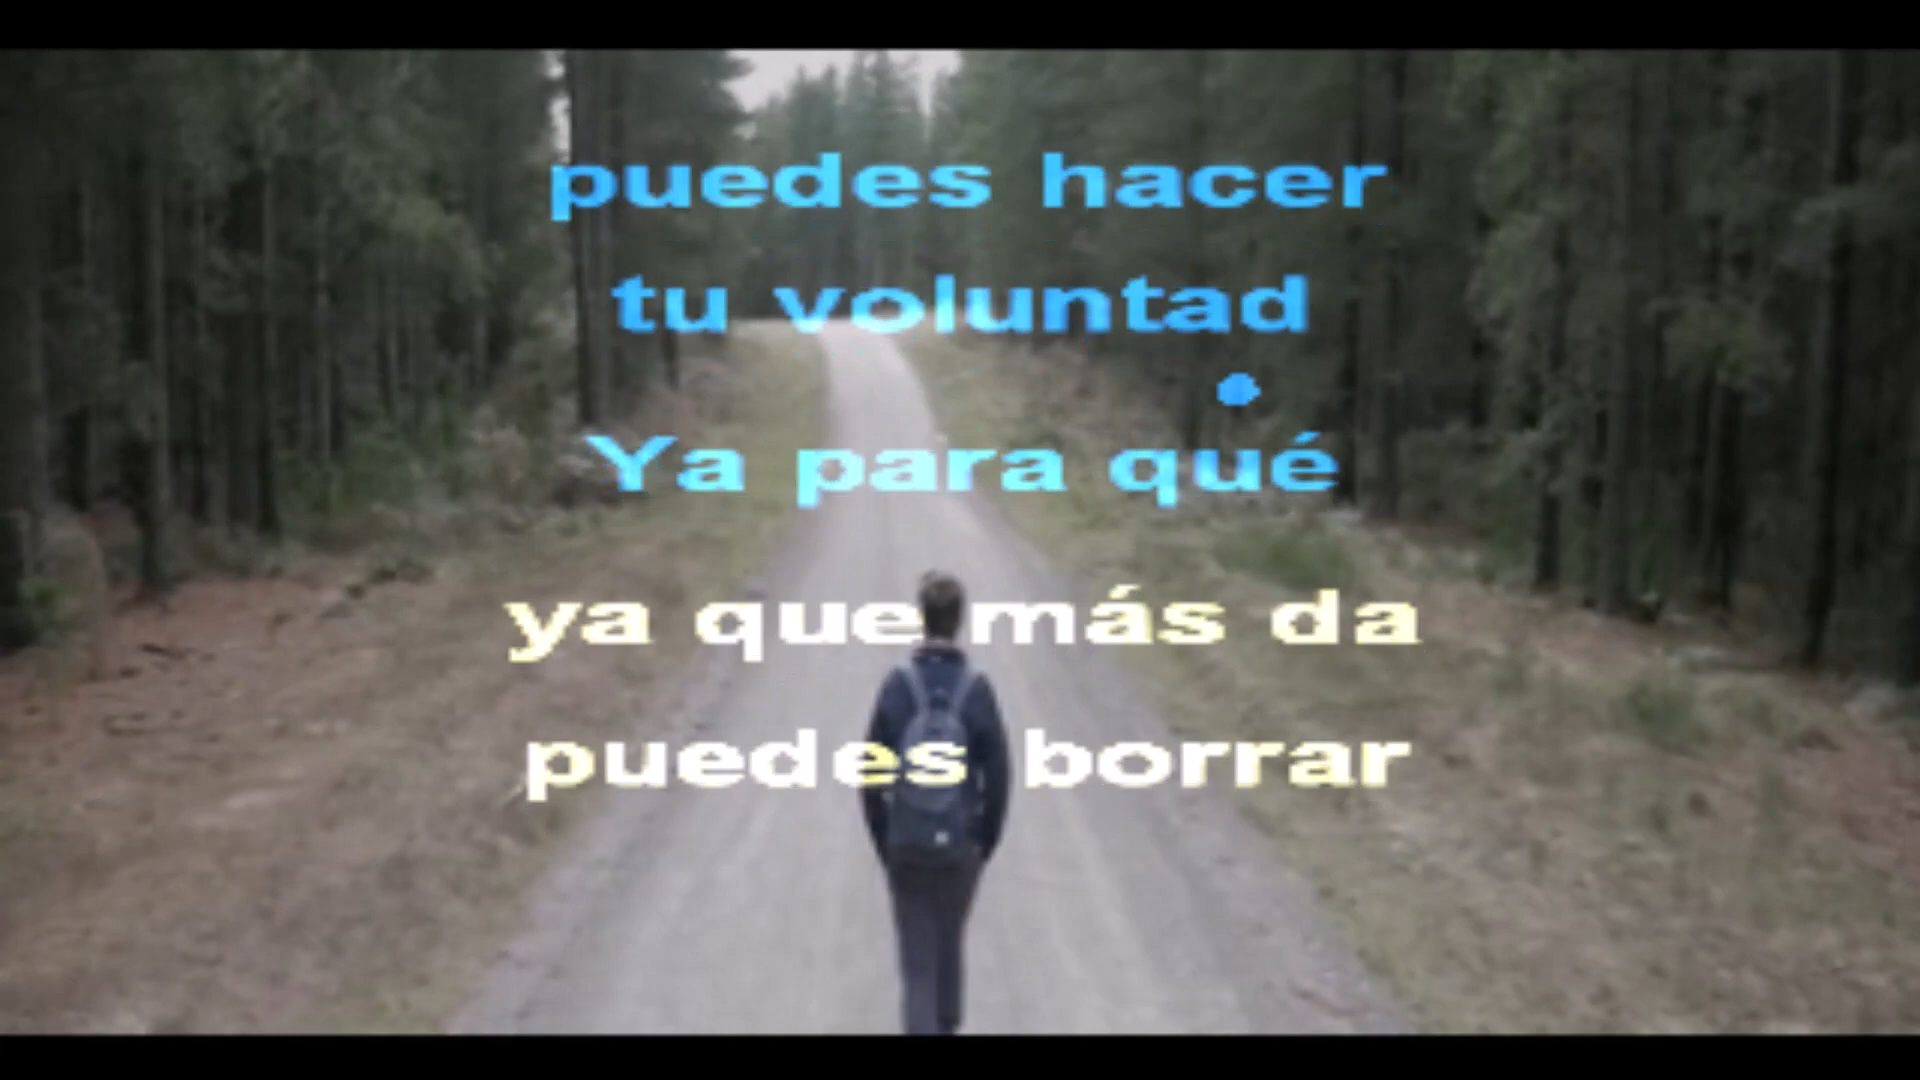 puedes hacer
tu voluntad
Ya para qué
ya que más da
puedes borrar